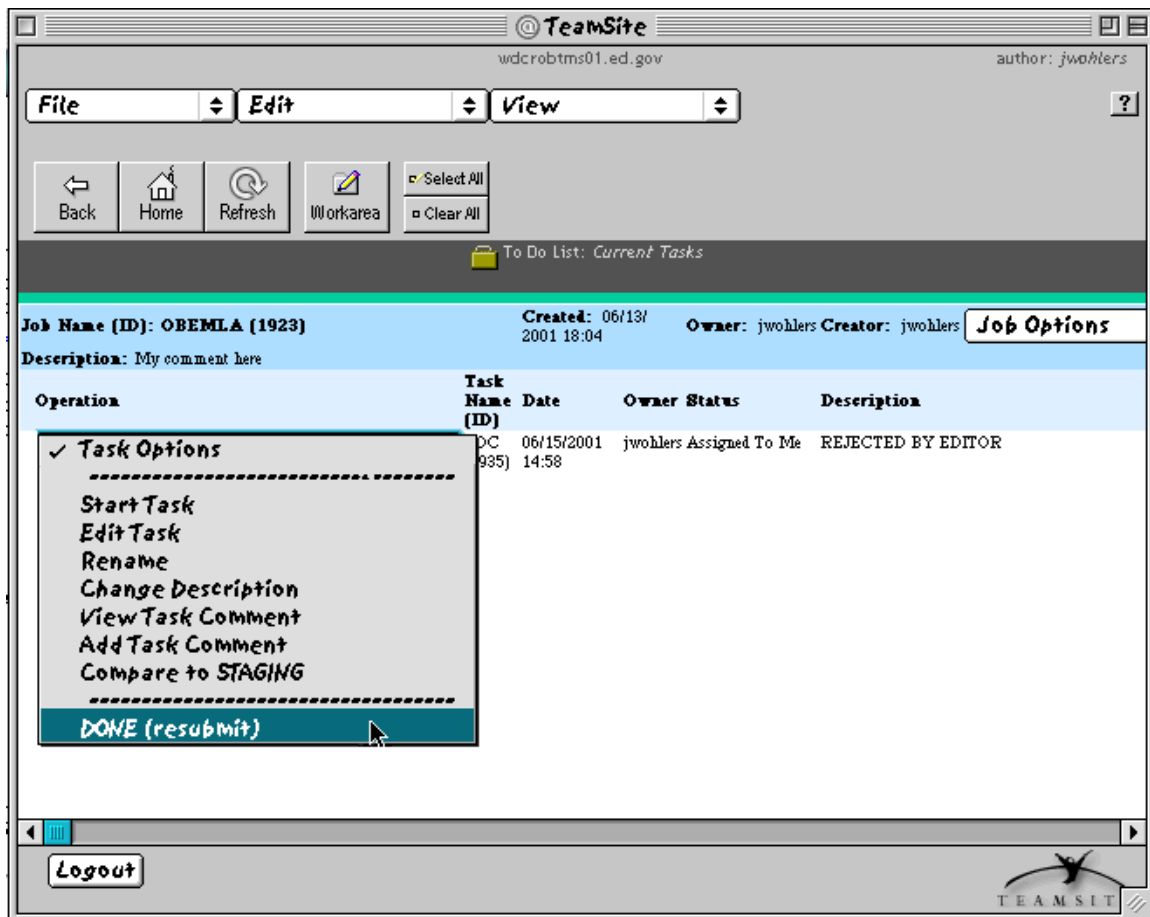 TeamSite
wdcrobtms01.ed.gov author: jwohlers
File Edit View ?
Back Home Refresh Workarea Select All
Clear All
To Do List: Current Tasks
Job Name (ID): OBEMLA (1923) Created: 06/13/2001 18:04 Owner: jwohlers Creator: jwohlers Job Options
Description: My comment here
Operation Task Name (ID) Date Owner Status Description
06/15/2001 14:58 jwohlers Assigned To Me REJECTED BY EDITOR
935)
Task Options
Start Task
Edit Task
Rename
Change Description
View Task Comment
Add Task Comment
Compare to STAGING
DONE (resubmit)
Logout
TEAMSIT